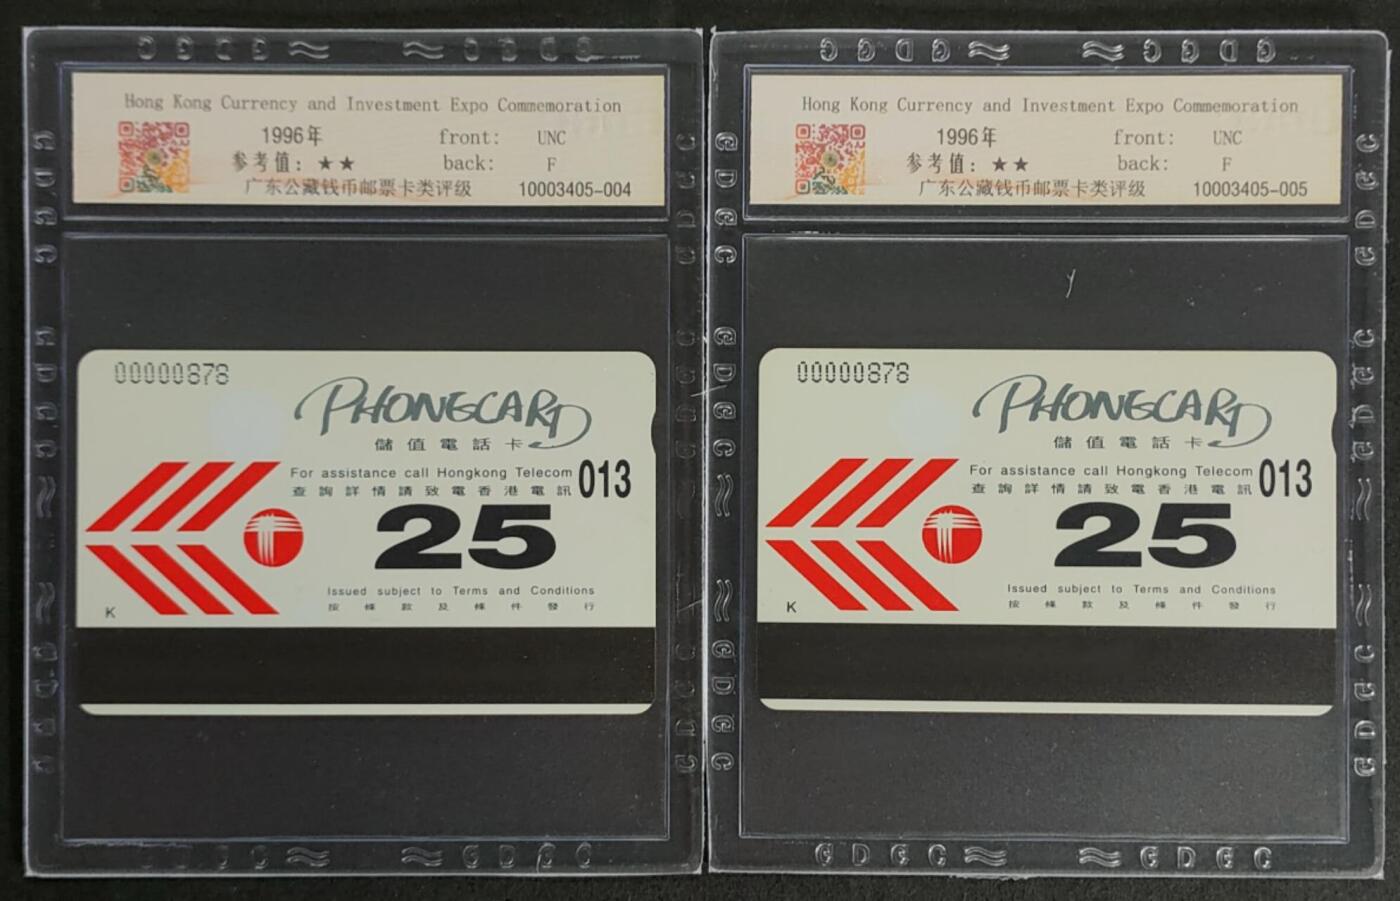 Hong Kong Currency and Investment Expo Commemoration
1996年 front: UNC
参考值：★★ back: F
广东公藏钱币邮票卡类评级 10003405-004
00000878
PHONECARD
儲值電話卡
For assistance call Hongkong Telecom 013
查詢詳情請致電香港電訊
25
Issued subject to Terms and Conditions
按條款及條件發行
K
Hong Kong Currency and Investment Expo Commemoration
1996年 front: UNC
参考值：★★ back: F
广东公藏钱币邮票卡类评级 10003405-005
00000878
PHONECARD
儲值電話卡
For assistance call Hongkong Telecom 013
查詢詳情請致電香港電訊
25
Issued subject to Terms and Conditions
按條款及條件發行
K